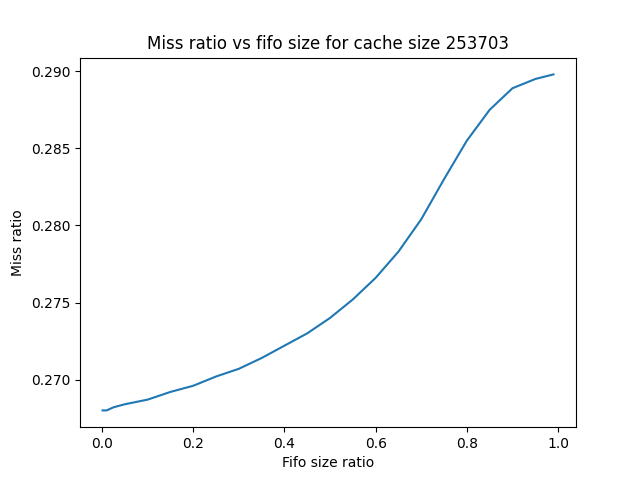 Miss ratio vs fifo size for cache size 253703
0.290
0.285
0.280
0.275
0.270
Miss ratio
0.0 0.2 0.4 0.6 0.8 1.0
Fifo size ratio